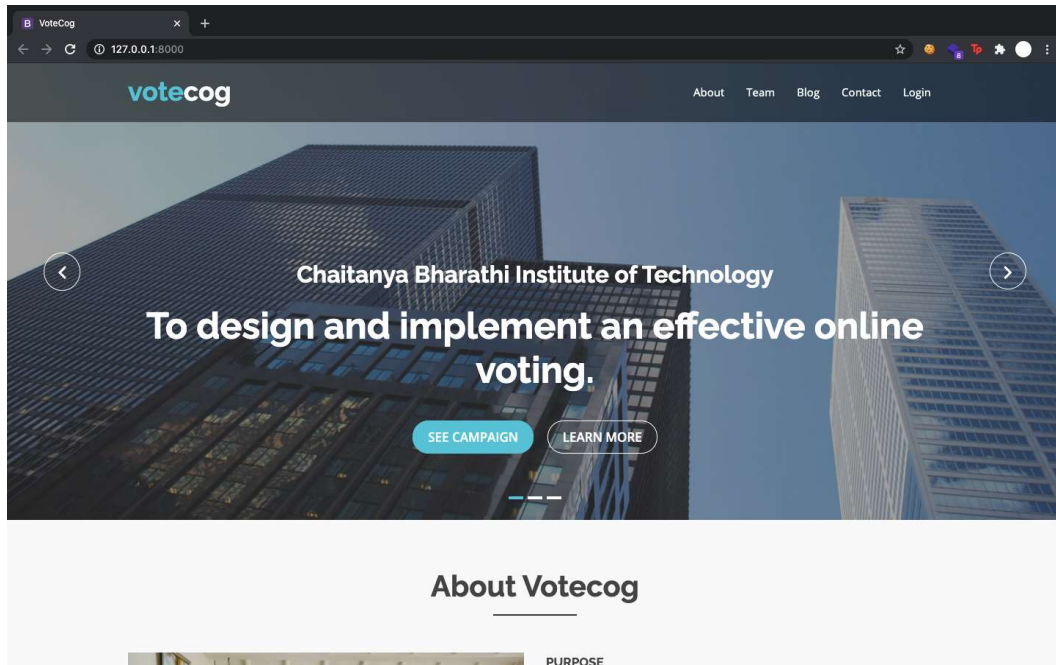 VoteCog
127.0.0.1:8000
votecog
About Team Blog Contact Login
Chaitanya Bharathi Institute of Technology
To design and implement an effective online
voting.
SEE CAMPAIGN LEARN MORE
About Votecog
PURPOSE